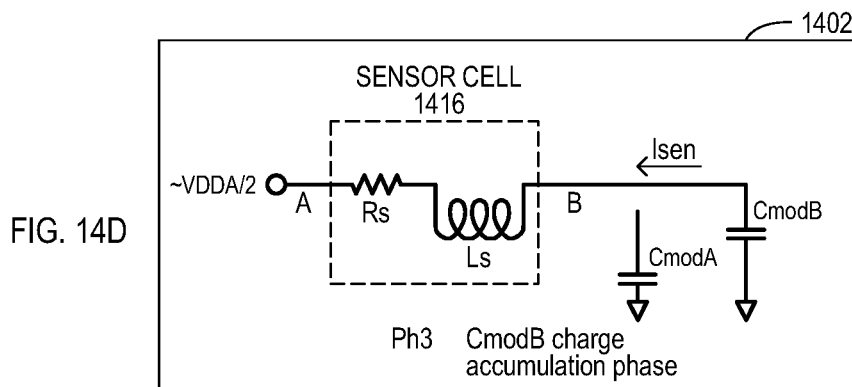 1402
SENSOR CELL
1416
Isen
~VDDA/2
A
Rs
Ls
B
CmodB
CmodA
FIG. 14D
Ph3 CmodB charge
accumulation phase